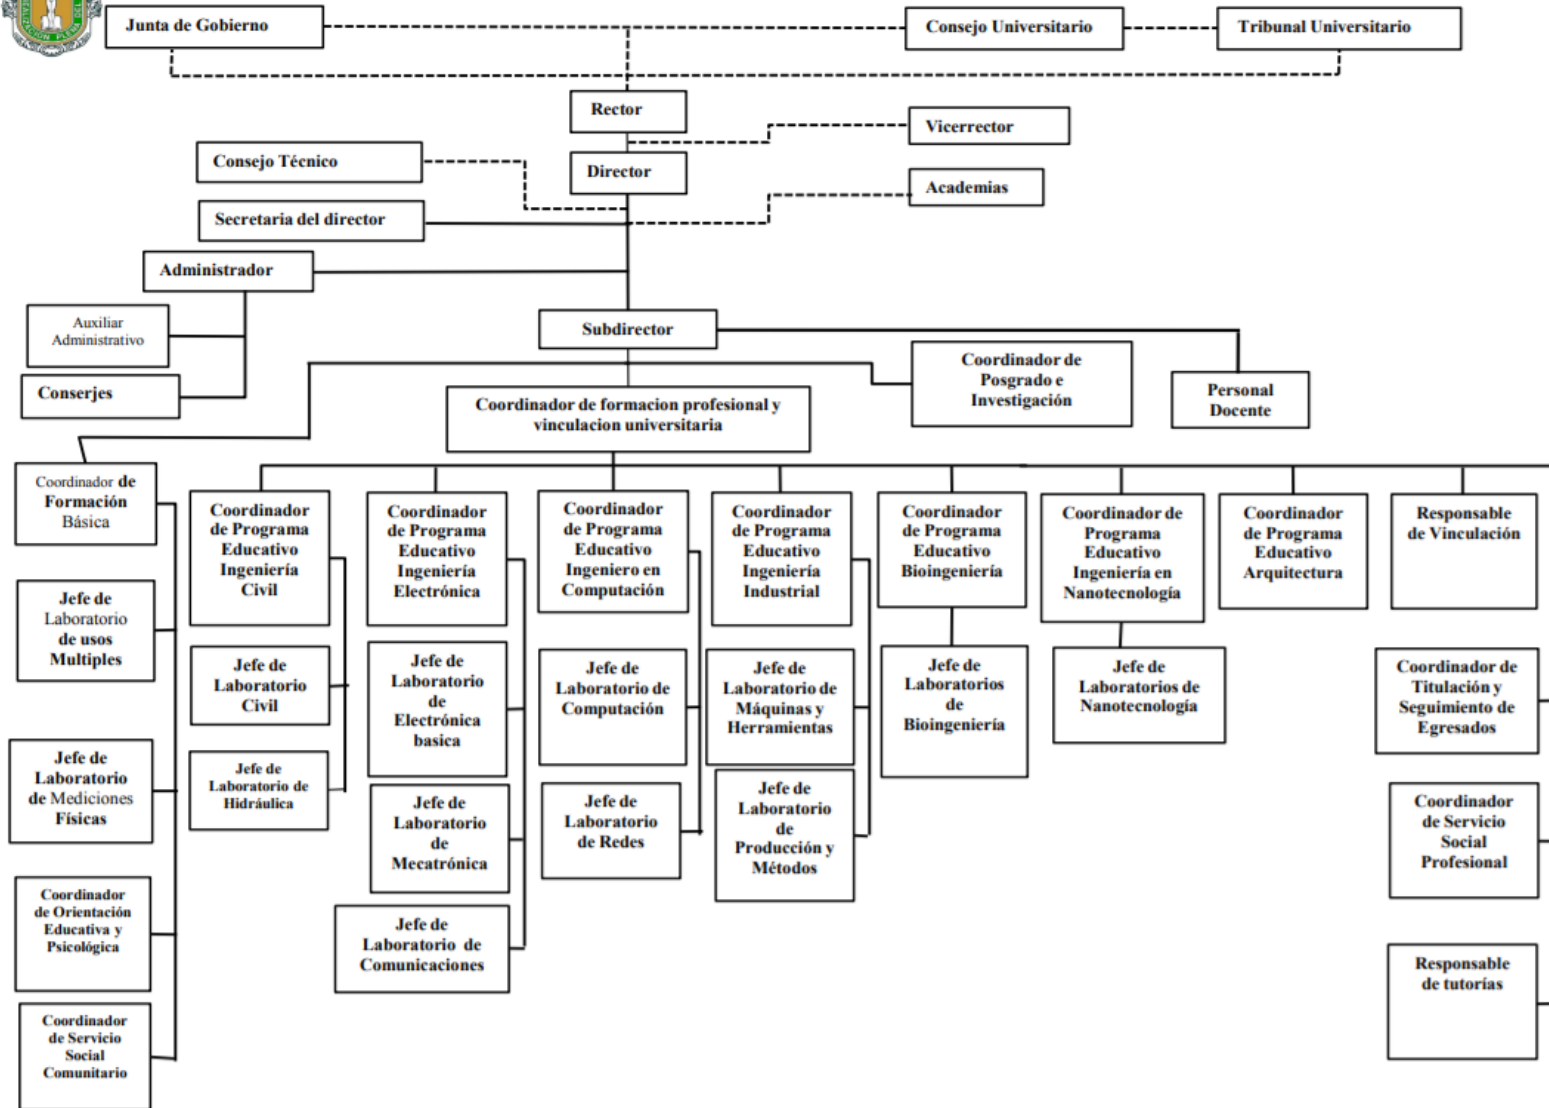 REALIZACIÓN PLENA DEL
Junta de Gobierno
Consejo Universitario
Tribunal Universitario
Rector
Vicerrector
Consejo Técnico
Director
Academias
Secretaria del director
Administrador
Auxiliar
Administrativo
Subdirector
Conserjes
Coordinador de
Posgrado e
Investigación
Personal
Docente
Coordinador de formacion profesional y
vinculacion universitaria
Coordinador de
Formación
Básica
Coordinador
de Programa
Educativo
Ingeniería
Civil
Coordinador
de Programa
Educativo
Ingeniería
Electrónica
Coordinador
de Programa
Educativo
Ingeniero en
Computación
Coordinador
de Programa
Educativo
Ingeniería
Industrial
Coordinador
de Programa
Educativo
Bioingeniería
Coordinador de
Programa
Educativo
Ingeniería en
Nanotecnología
Coordinador
de Programa
Educativo
Arquitectura
Responsable
de Vinculación
Jefe de
Laboratorio
de usos
Multiples
Jefe de
Laboratorio
Civil
Jefe de
Laboratorio
de
Electrónica
basica
Jefe de
Laboratorio de
Computación
Jefe de
Laboratorio de
Máquinas y
Herramientas
Jefe de
Laboratorios
de
Bioingeniería
Jefe de
Laboratorios de
Nanotecnología
Coordinador de
Titulación y
Seguimiento de
Egresados
Jefe de
Laboratorio
de Mediciones
Físicas
Jefe de
Laboratorio de
Hidráulica
Jefe de
Laboratorio
de
Mecatrónica
Jefe de
Laboratorio
de Redes
Jefe de
Laboratorio
de
Producción y
Métodos
Coordinador
de Servicio
Social
Profesional
Coordinador
de Orientación
Educativa y
Psicológica
Jefe de
Laboratorio de
Comunicaciones
Responsable
de tutorías
Coordinador
de Servicio
Social
Comunitario